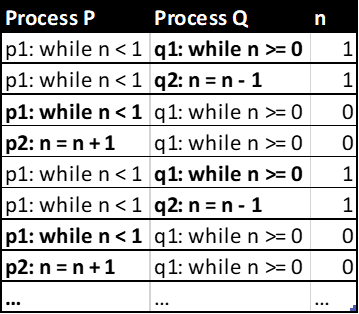 Process P Process Q n
p1: while n < 1 q1: while n >= 0 1
p1: while n < 1 q2: n = n - 1 1
p1: while n < 1 q1: while n >= 0 0
p2: n = n + 1 q1: while n >= 0 0
p1: while n < 1 q1: while n >= 0 1
p1: while n < 1 q2: n = n - 1 1
p1: while n < 1 q1: while n >= 0 0
p2: n = n + 1 q1: while n >= 0 0
... ... ...